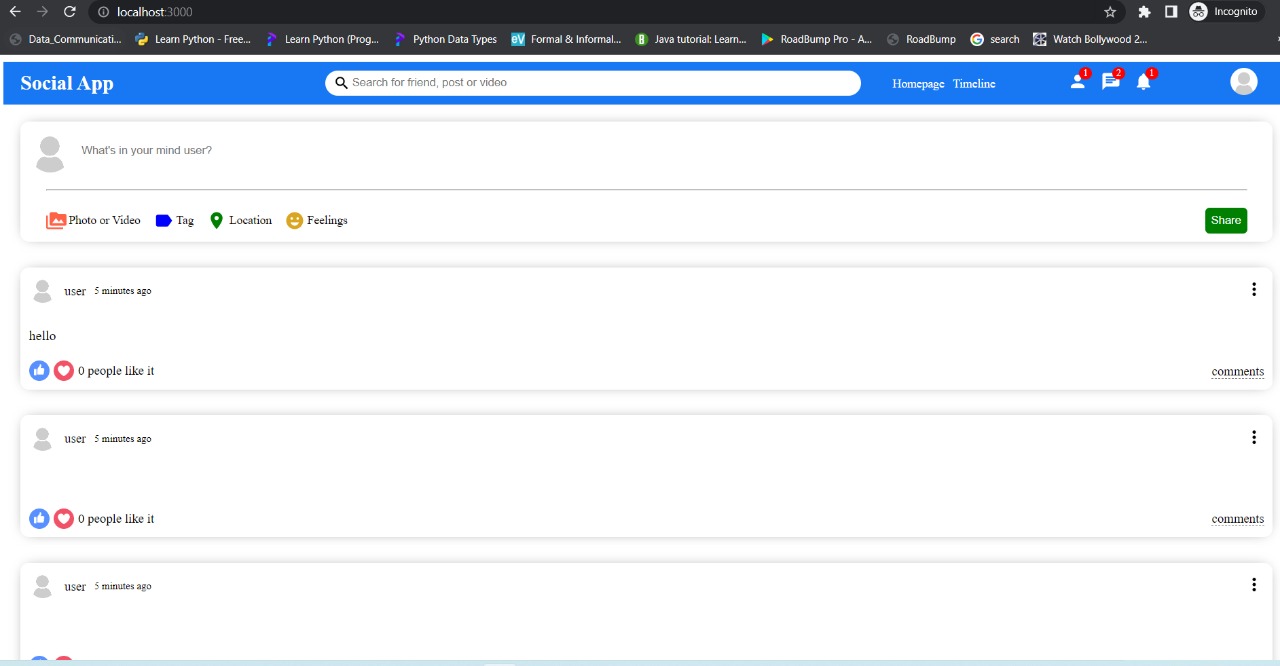 localhost:3000
Incognito
Data_Communicati... Learn Python - Free... Learn Python (Prog... Python Data Types Formal & Informal... Java tutorial: Learn... RoadBump Pro - A... RoadBump search Watch Bollywood 2...
Social App Search for friend, post or video Homepage Timeline 1 2 1
What's in your mind user?
Photo or Video Tag Location Feelings Share
user 5 minutes ago
hello
0 people like it comments
user 5 minutes ago
0 people like it comments
user 5 minutes ago